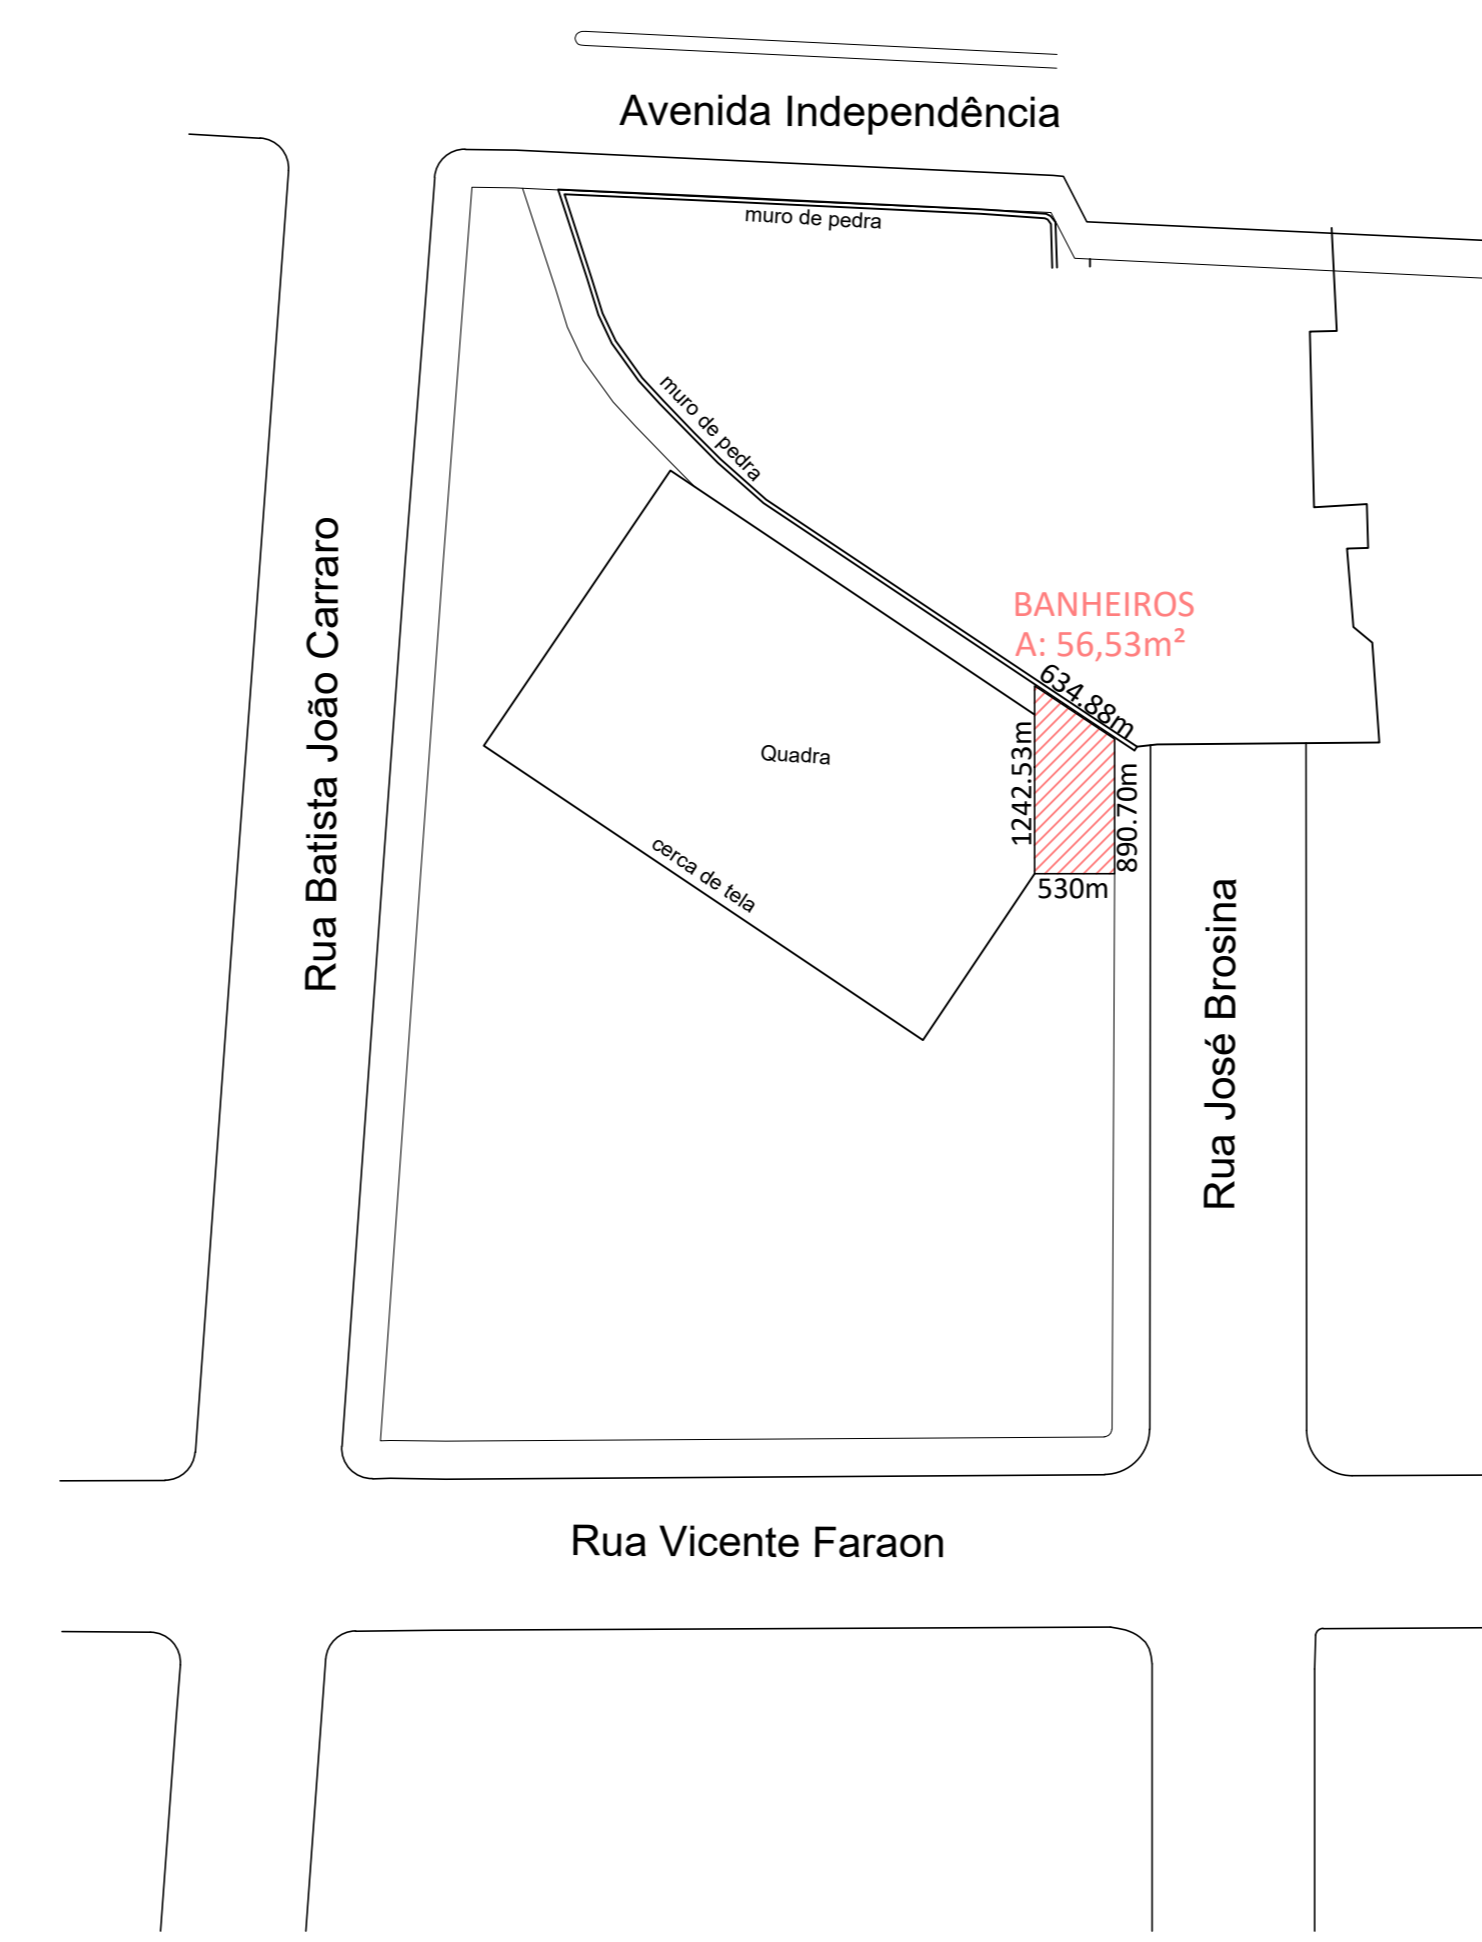 Avenida Independência
muro de pedra
muro de pedra
Rua Batista João Carraro
BANHEIROS
A: 56,53m²
634.88m
1242.53m
890.70m
530m
Quadra
cerca de tela
Rua José Brosina
Rua Vicente Faraon